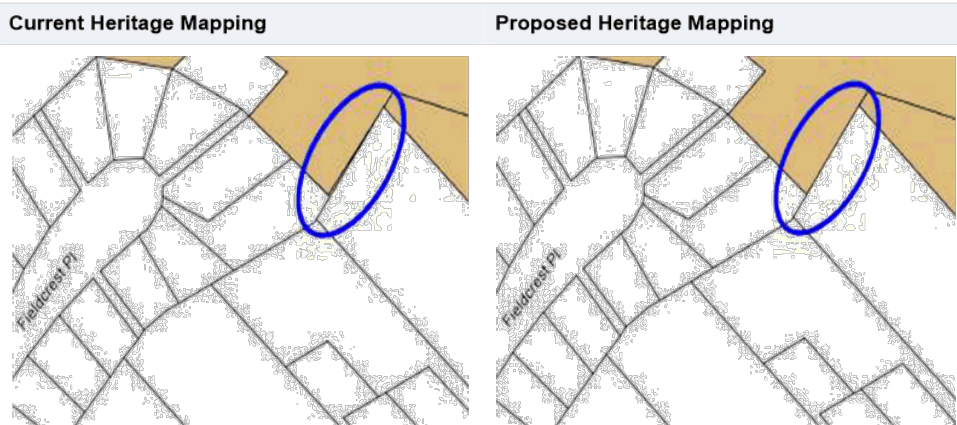 Current Heritage Mapping
Proposed Heritage Mapping
Fieldcrest Pl
Fieldcrest Pl